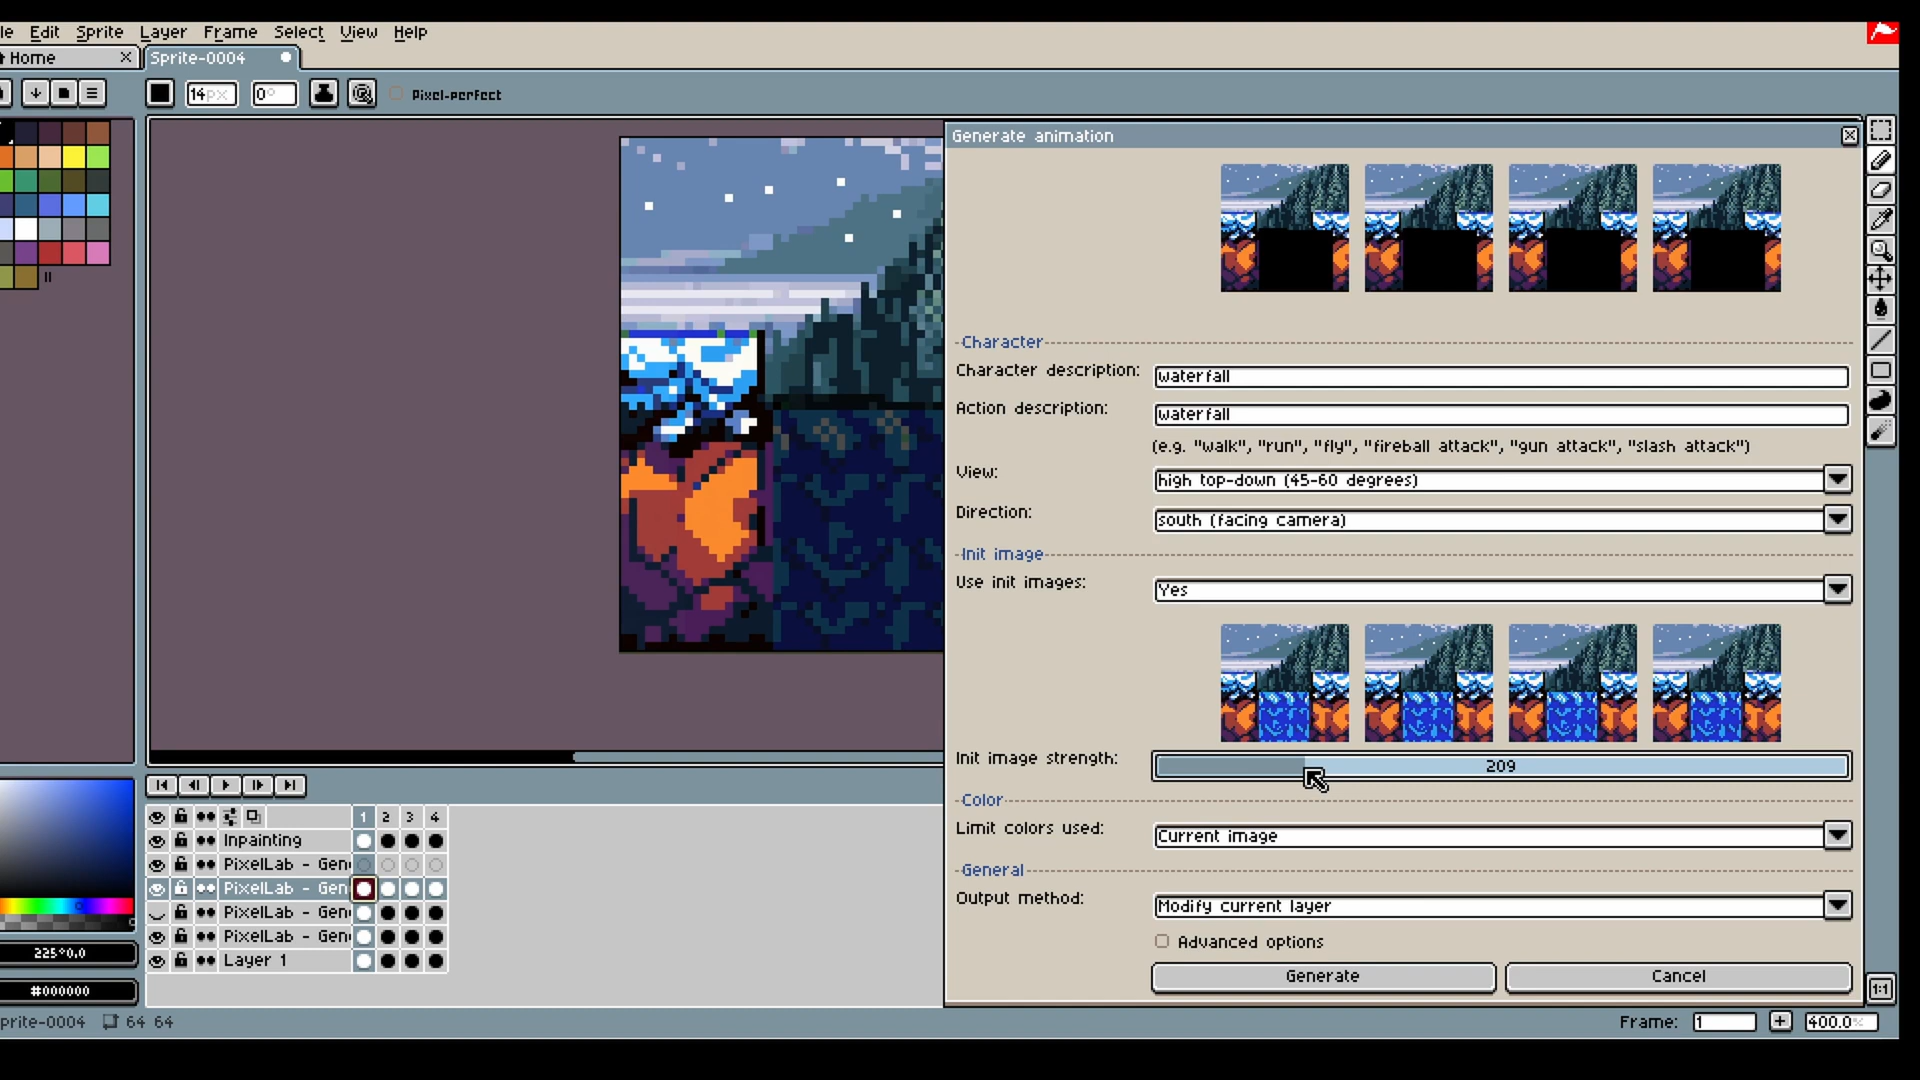 le Edit Sprite Layer Frame Select View Help
Home Sprite-0004
14px 0° Pixel-perfect
Generate animation
Character
Character description: waterfall
Action description: waterfall
(e.g. "walk", "run", "fly", "fireball attack", "gun attack", "slash attack")
View: high top-down (45-60 degrees)
Direction: south (facing camera)
Init image
Use init images: Yes
Init image strength: 209
Color
Limit colors used: Current image
General
Output method: Modify current layer
Advanced options
Generate Cancel
1 2 3 4
Inpainting
PixelLab - Gen
PixelLab - Gen
PixelLab - Gen
PixelLab - Gen
Layer 1
225°0.0
#000000
1:1
prite-0004 64 64
Frame: 1 + 400.0%